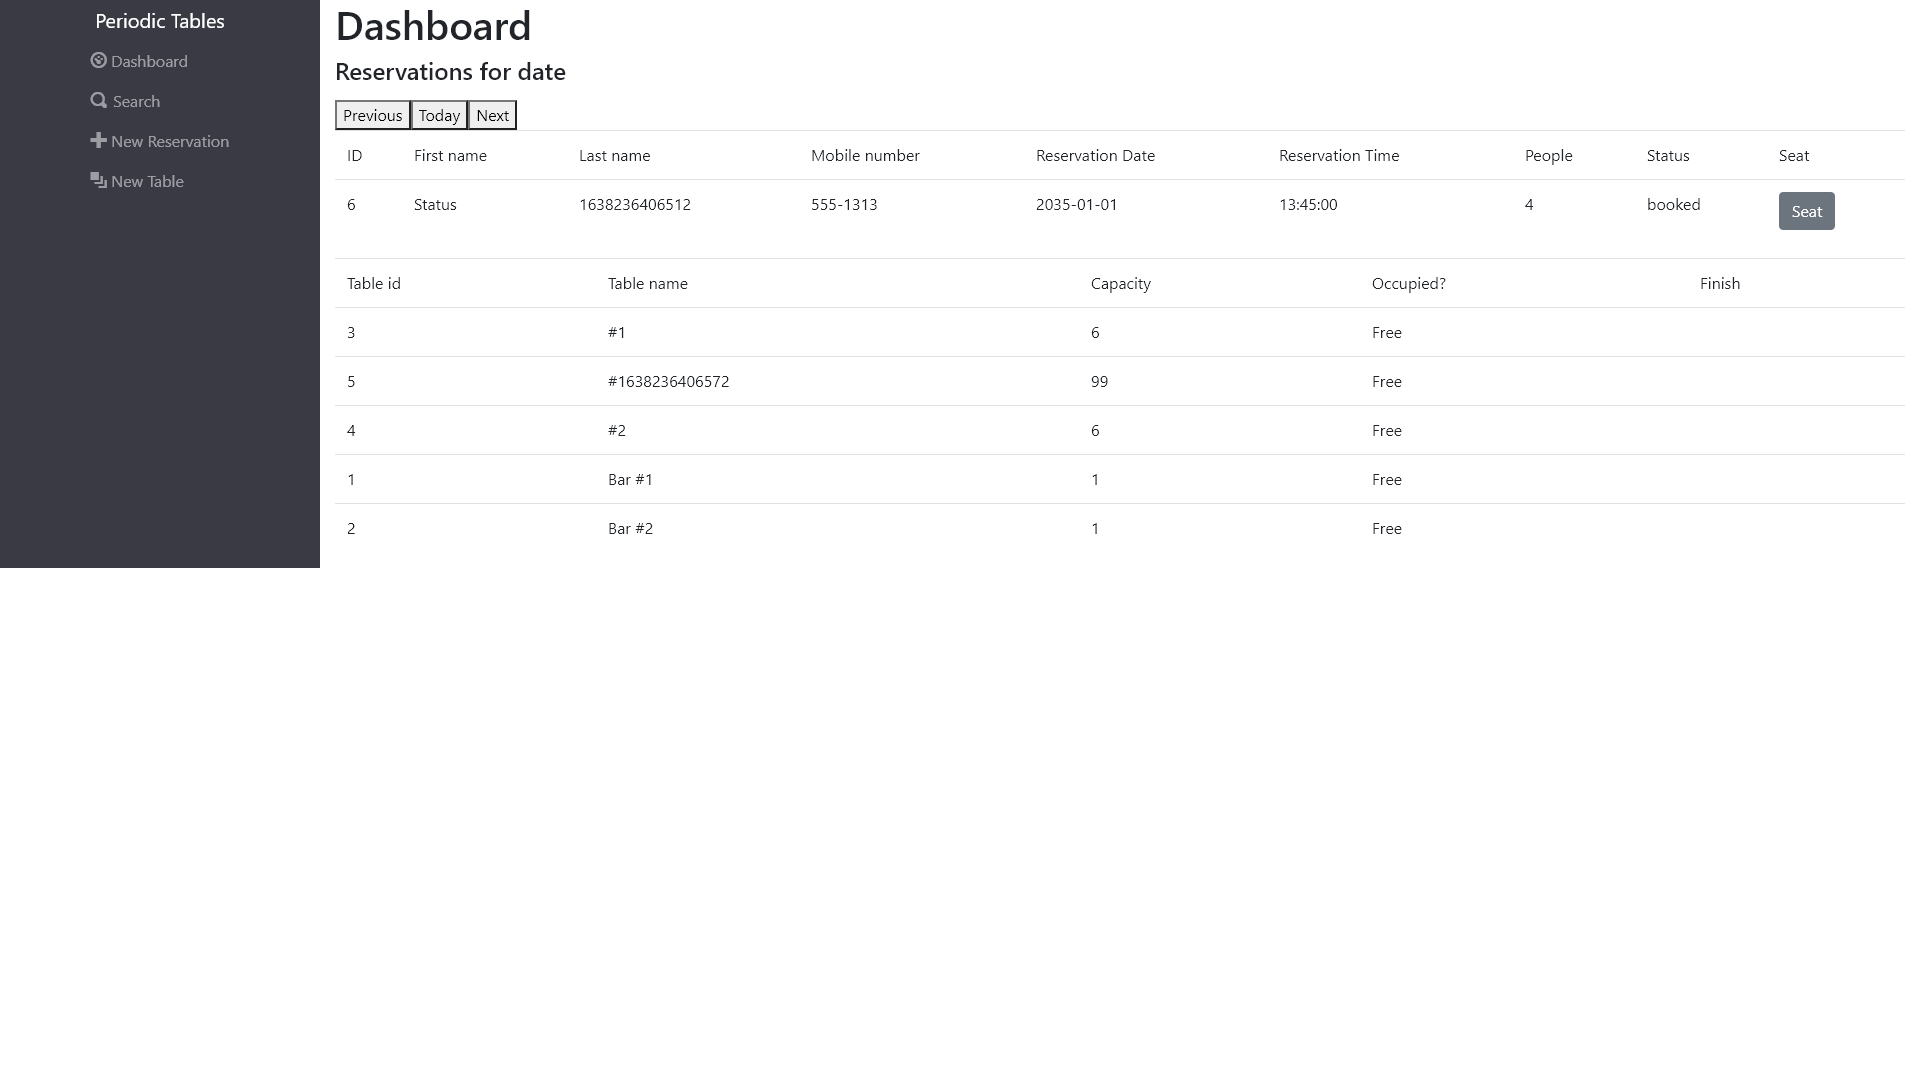 Periodic Tables
Dashboard
Search
New Reservation
New Table
Dashboard
Reservations for date
Previous Today Next
ID First name Last name Mobile number Reservation Date Reservation Time People Status Seat
6 Status 1638236406512 555-1313 2035-01-01 13:45:00 4 booked Seat
Table id Table name Capacity Occupied? Finish
3 #1 6 Free
5 #1638236406572 99 Free
4 #2 6 Free
1 Bar #1 1 Free
2 Bar #2 1 Free